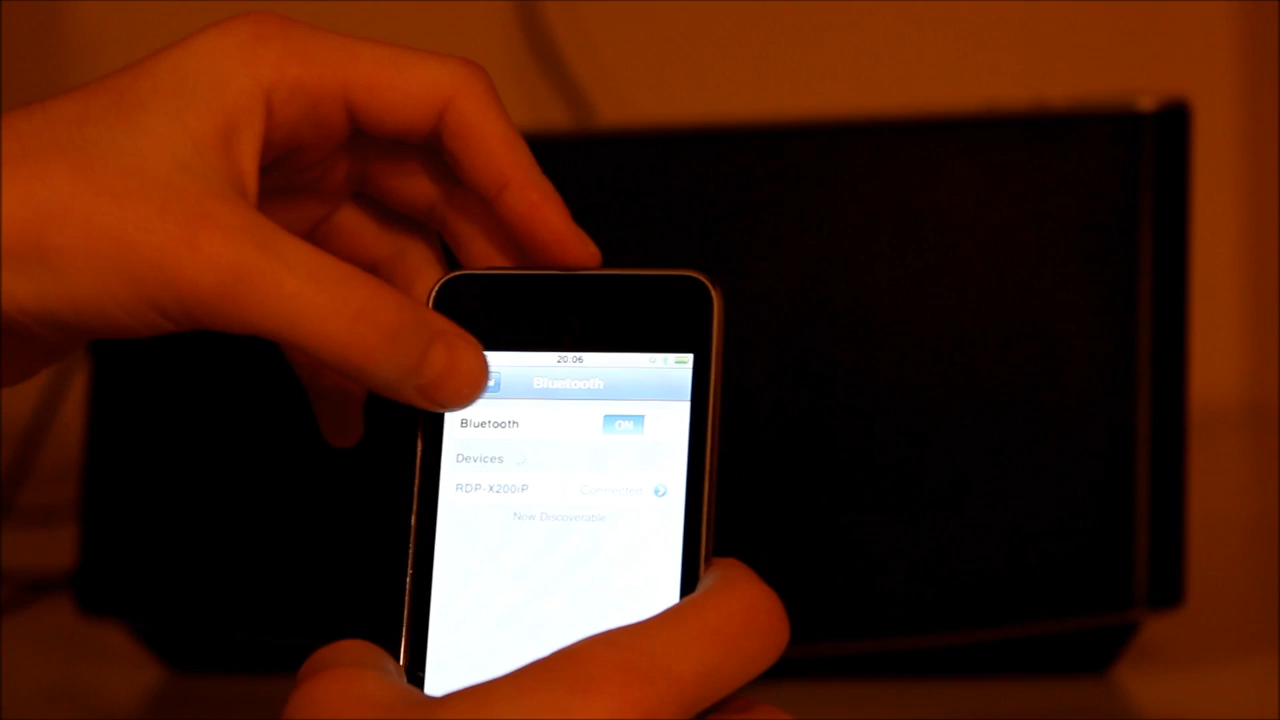 20:06
Bluetooth
Bluetooth ON
Devices
RDP-X200iP Connected
Now Discoverable